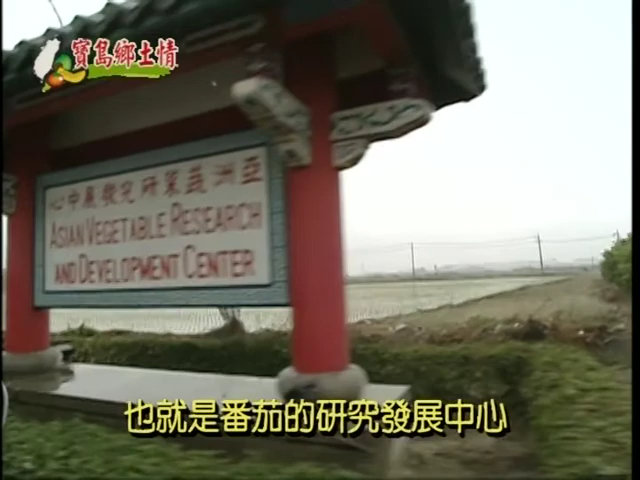 寶島鄉土情
亞洲蔬菜研究發展中心
ASIAN VEGETABLE RESEARCH
AND DEVELOPMENT CENTER
也就是番茄的研究發展中心